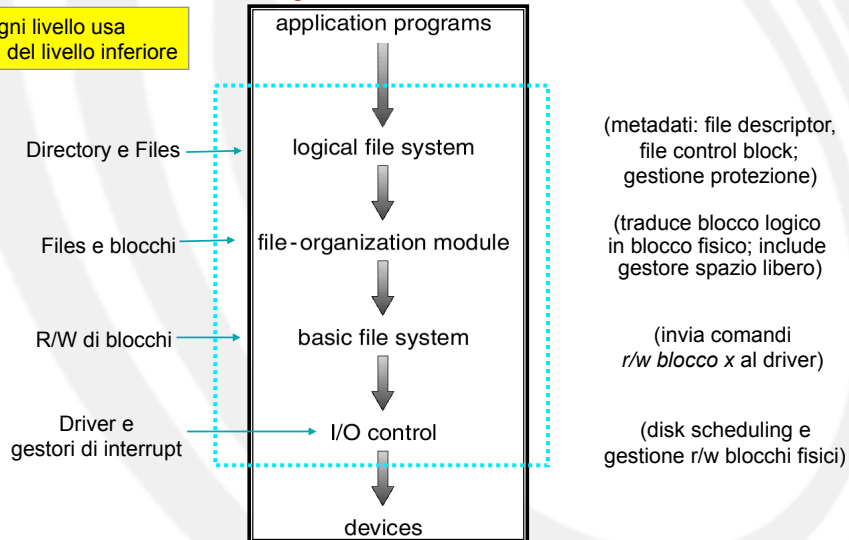 application programs
gni livello usa
del livello inferiore
Directory e Files
logical file system
(metadati: file descriptor,
file control block;
gestione protezione)
Files e blocchi
file-organization module
(traduce blocco logico
in blocco fisico; include
gestore spazio libero)
R/W di blocchi
basic file system
(invia comandi
r/w blocco x al driver)
Driver e
gestori di interrupt
I/O control
(disk scheduling e
gestione r/w blocchi fisici)
devices